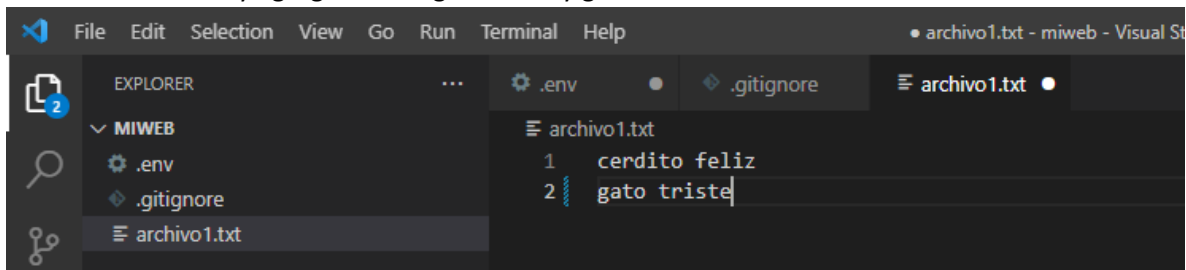 File Edit Selection View Go Run Terminal Help ● archivo1.txt - miweb - Visual St
EXPLORER ... .env ● .gitignore archivo1.txt ●
2
MIWEB
.env
.gitignore
archivo1.txt
archivo1.txt
1 cerdito feliz
2 gato triste